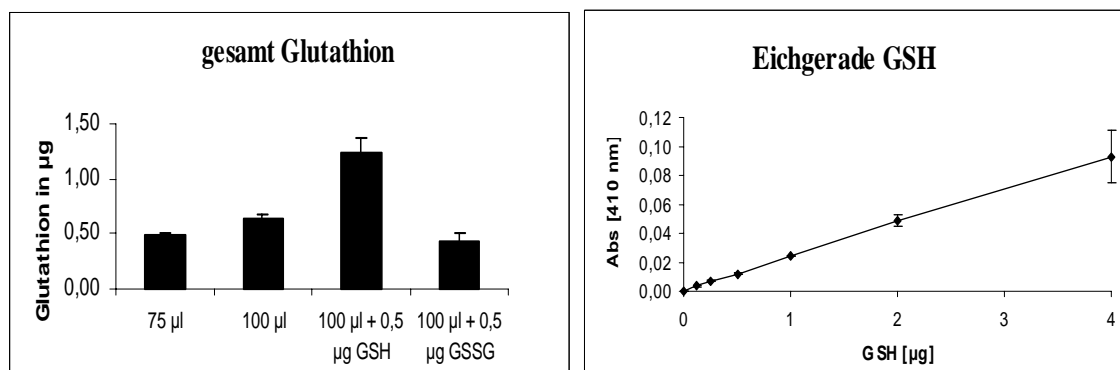 gesamt Glutathion
Glutathion in µg
1,50
1,00
0,50
0,00
75 µl
100 µl
100 µl + 0,5
µg GSH
100 µl + 0,5
µg GSSG
Eichgerade GSH
Abs [410 nm]
0,12
0,10
0,08
0,06
0,04
0,02
0,00
0
1
2
3
4
GSH [µg]